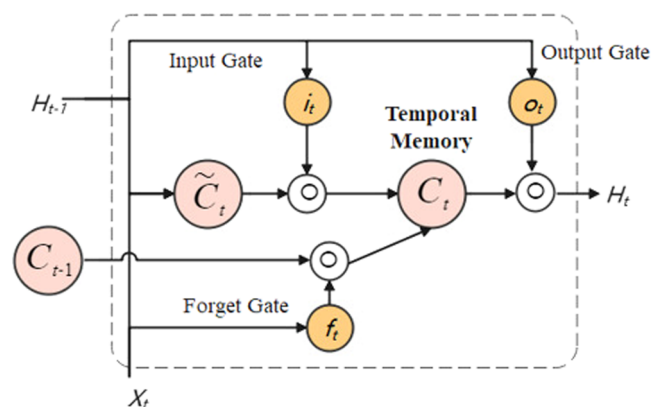 Input Gate
Output Gate
H_{t-1}
i_t
o_t
Temporal
Memory
C̃_t
C_t
H_t
C_{t-1}
Forget Gate
f_t
X_t